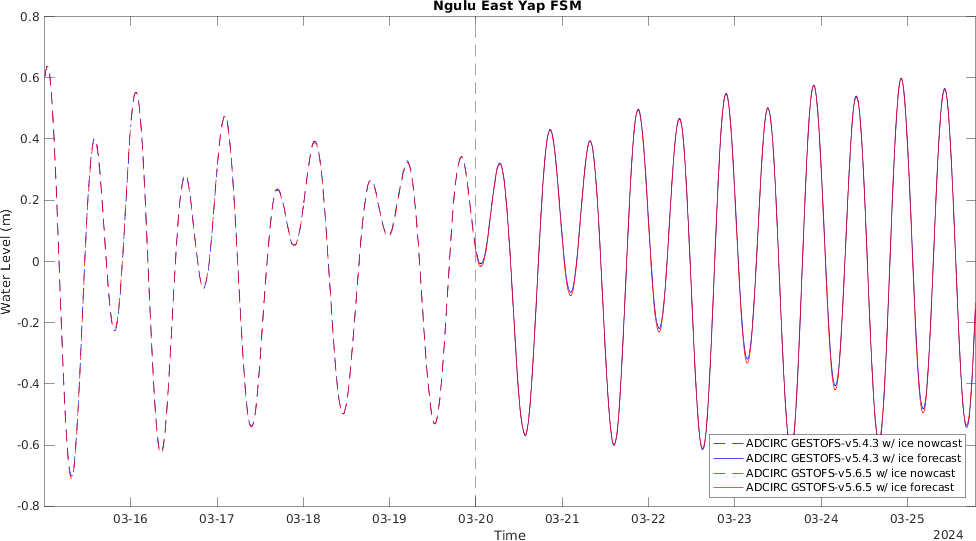 Ngulu East Yap FSM
0.8
0.6
0.4
0.2
0
-0.2
-0.4
-0.6
-0.8
Water Level (m)
ADCIRC GESTOFS-v5.4.3 w/ ice nowcast
ADCIRC GESTOFS-v5.4.3 w/ ice forecast
ADCIRC GSTOFS-v5.6.5 w/ ice nowcast
ADCIRC GSTOFS-v5.6.5 w/ ice forecast
03-16 03-17 03-18 03-19 03-20 03-21 03-22 03-23 03-24 03-25
Time
2024